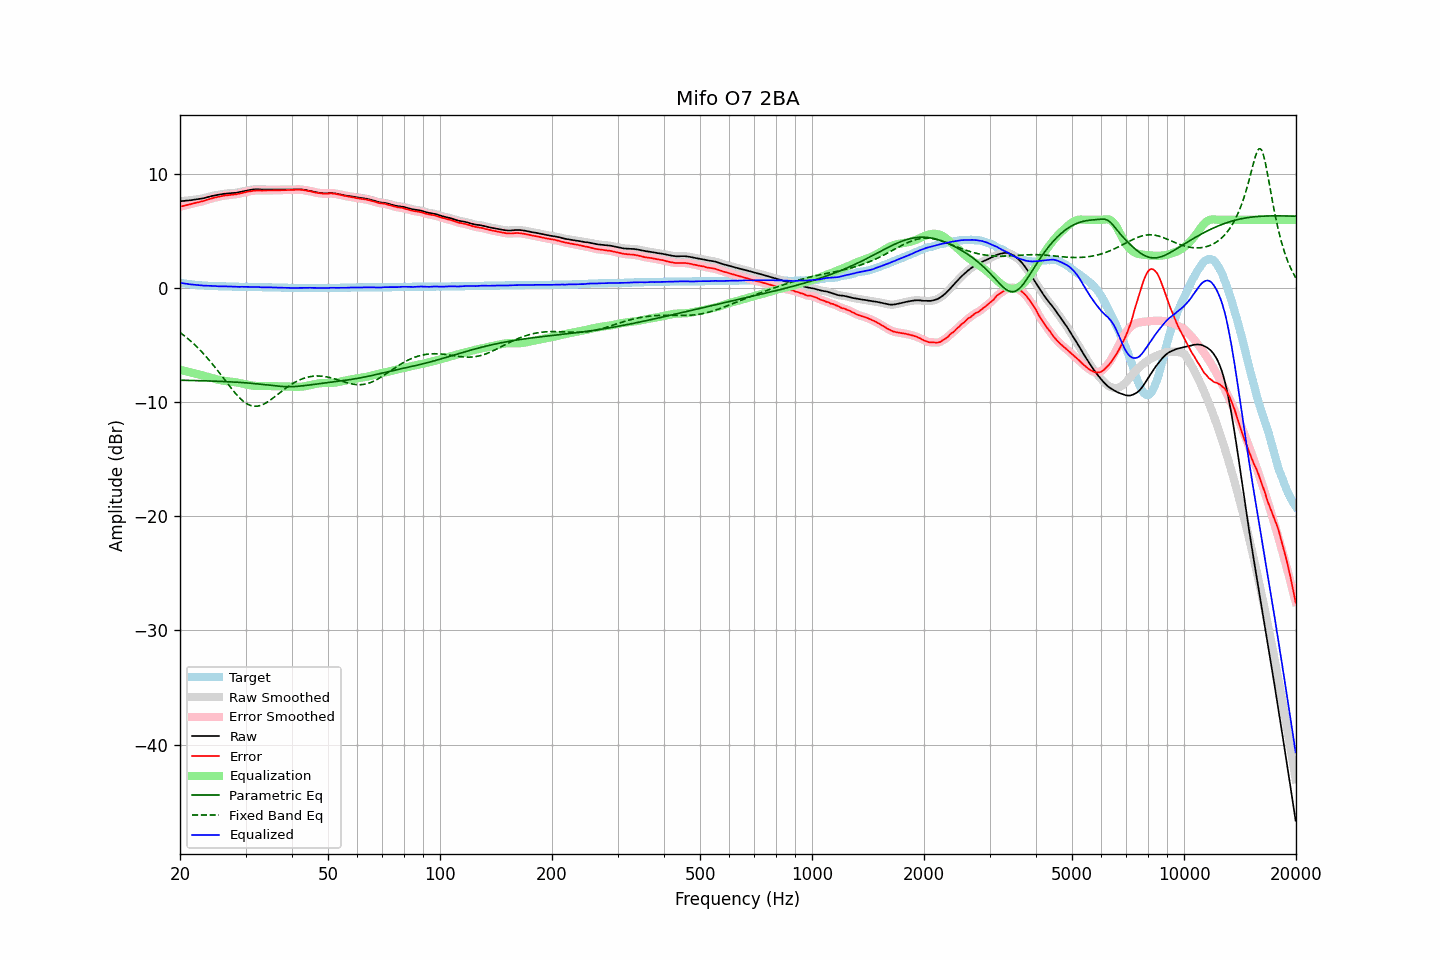 Mifo O7 2BA
Amplitude (dBr)
10
0
−10
−20
−30
−40
Target
Raw Smoothed
Error Smoothed
Raw
Error
Equalization
Parametric Eq
Fixed Band Eq
Equalized
20 50 100 200 500 1000 2000 5000 10000 20000
Frequency (Hz)